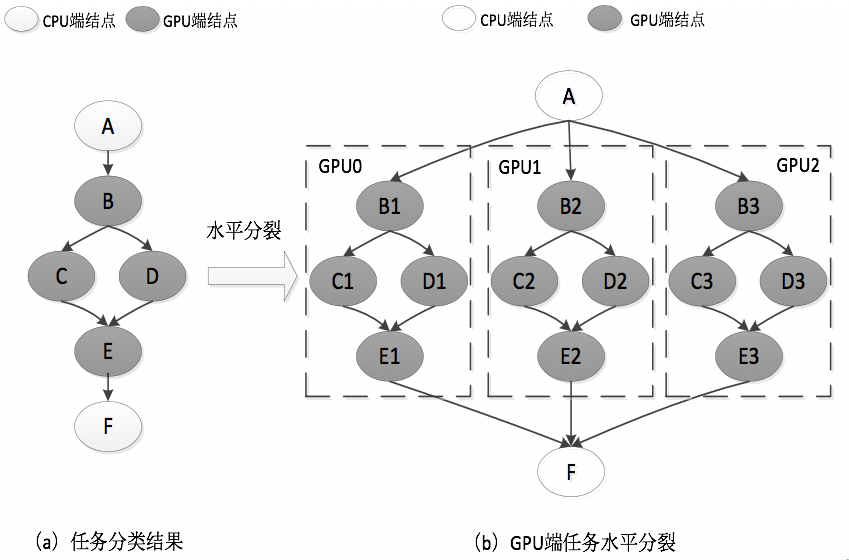 CPU端结点 GPU端结点
CPU端结点 GPU端结点
A
B
C D
E
F
水平分裂
A
GPU0 GPU1 GPU2
B1 B2 B3
C1 D1 C2 D2 C3 D3
E1 E2 E3
F
（a）任务分类结果
（b）GPU端任务水平分裂